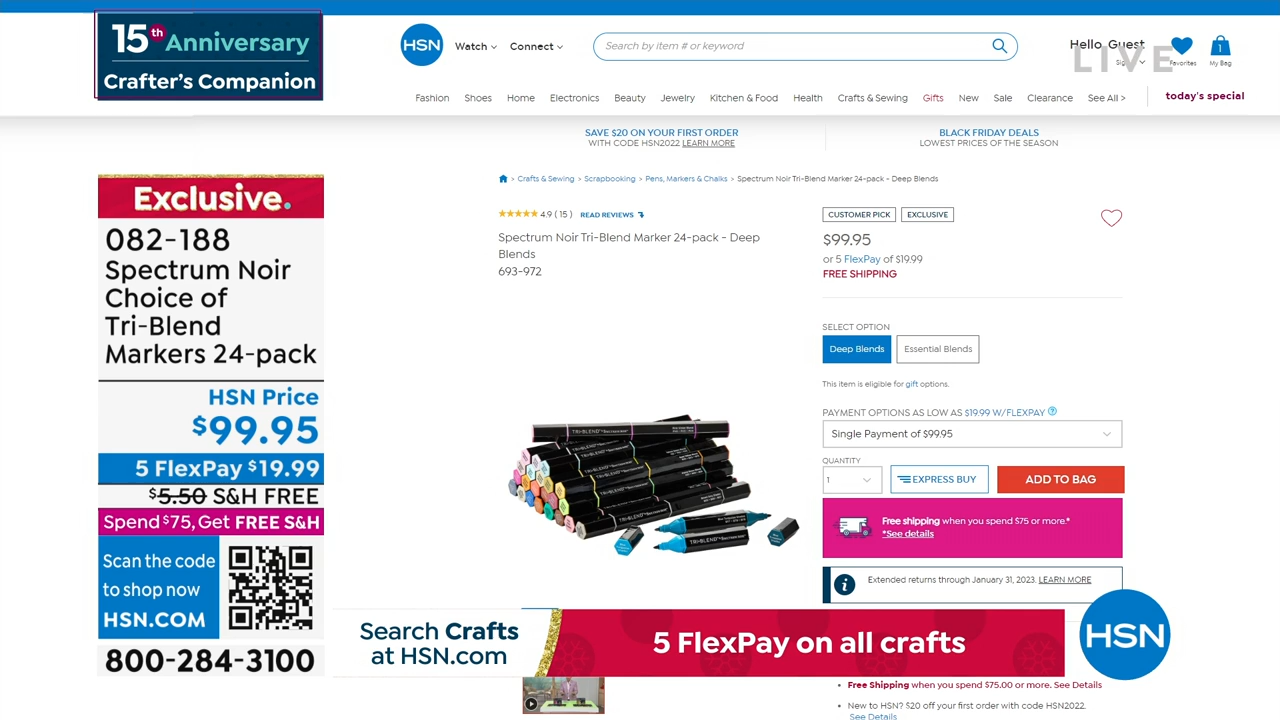 15th Anniversary
Crafter's Companion
HSN
Watch
Connect
Search by item # or keyword
Hello, Guest
LIVE
Favorites
1
My Bag
Fashion
Shoes
Home
Electronics
Beauty
Jewelry
Kitchen & Food
Health
Crafts & Sewing
Gifts
New
Sale
Clearance
See All >
today's special
SAVE $20 ON YOUR FIRST ORDER
WITH CODE HSN2022 LEARN MORE
BLACK FRIDAY DEALS
LOWEST PRICES OF THE SEASON
Exclusive.
082-188
Spectrum Noir
Choice of
Tri-Blend
Markers 24-pack
HSN Price
$99.95
5 FlexPay $19.99
$5.50 S&H FREE
Spend $75, Get FREE S&H
Scan the code
to shop now
HSN.COM
800-284-3100
> Crafts & Sewing > Scrapbooking > Pens, Markers & Chalks > Spectrum Noir Tri-Blend Marker 24-pack - Deep Blends
4.9 ( 15 ) READ REVIEWS
Spectrum Noir Tri-Blend Marker 24-pack - Deep
Blends
693-972
CUSTOMER PICK
EXCLUSIVE
$99.95
or 5 FlexPay of $19.99
FREE SHIPPING
SELECT OPTION
Deep Blends
Essential Blends
This item is eligible for gift options.
PAYMENT OPTIONS AS LOW AS $19.99 W/FLEXPAY ?
Single Payment of $99.95
QUANTITY
1
EXPRESS BUY
ADD TO BAG
Free shipping when you spend $75 or more.*
*See details
Extended returns through January 31, 2023. LEARN MORE
TRI-BLEND
TRI-BLEND
TRI-BLEND
TRI-BLEND
Search Crafts
at HSN.com
5 FlexPay on all crafts
HSN
Free Shipping when you spend $75.00 or more. See Details
New to HSN? $20 off your first order with code HSN2022.
See Details